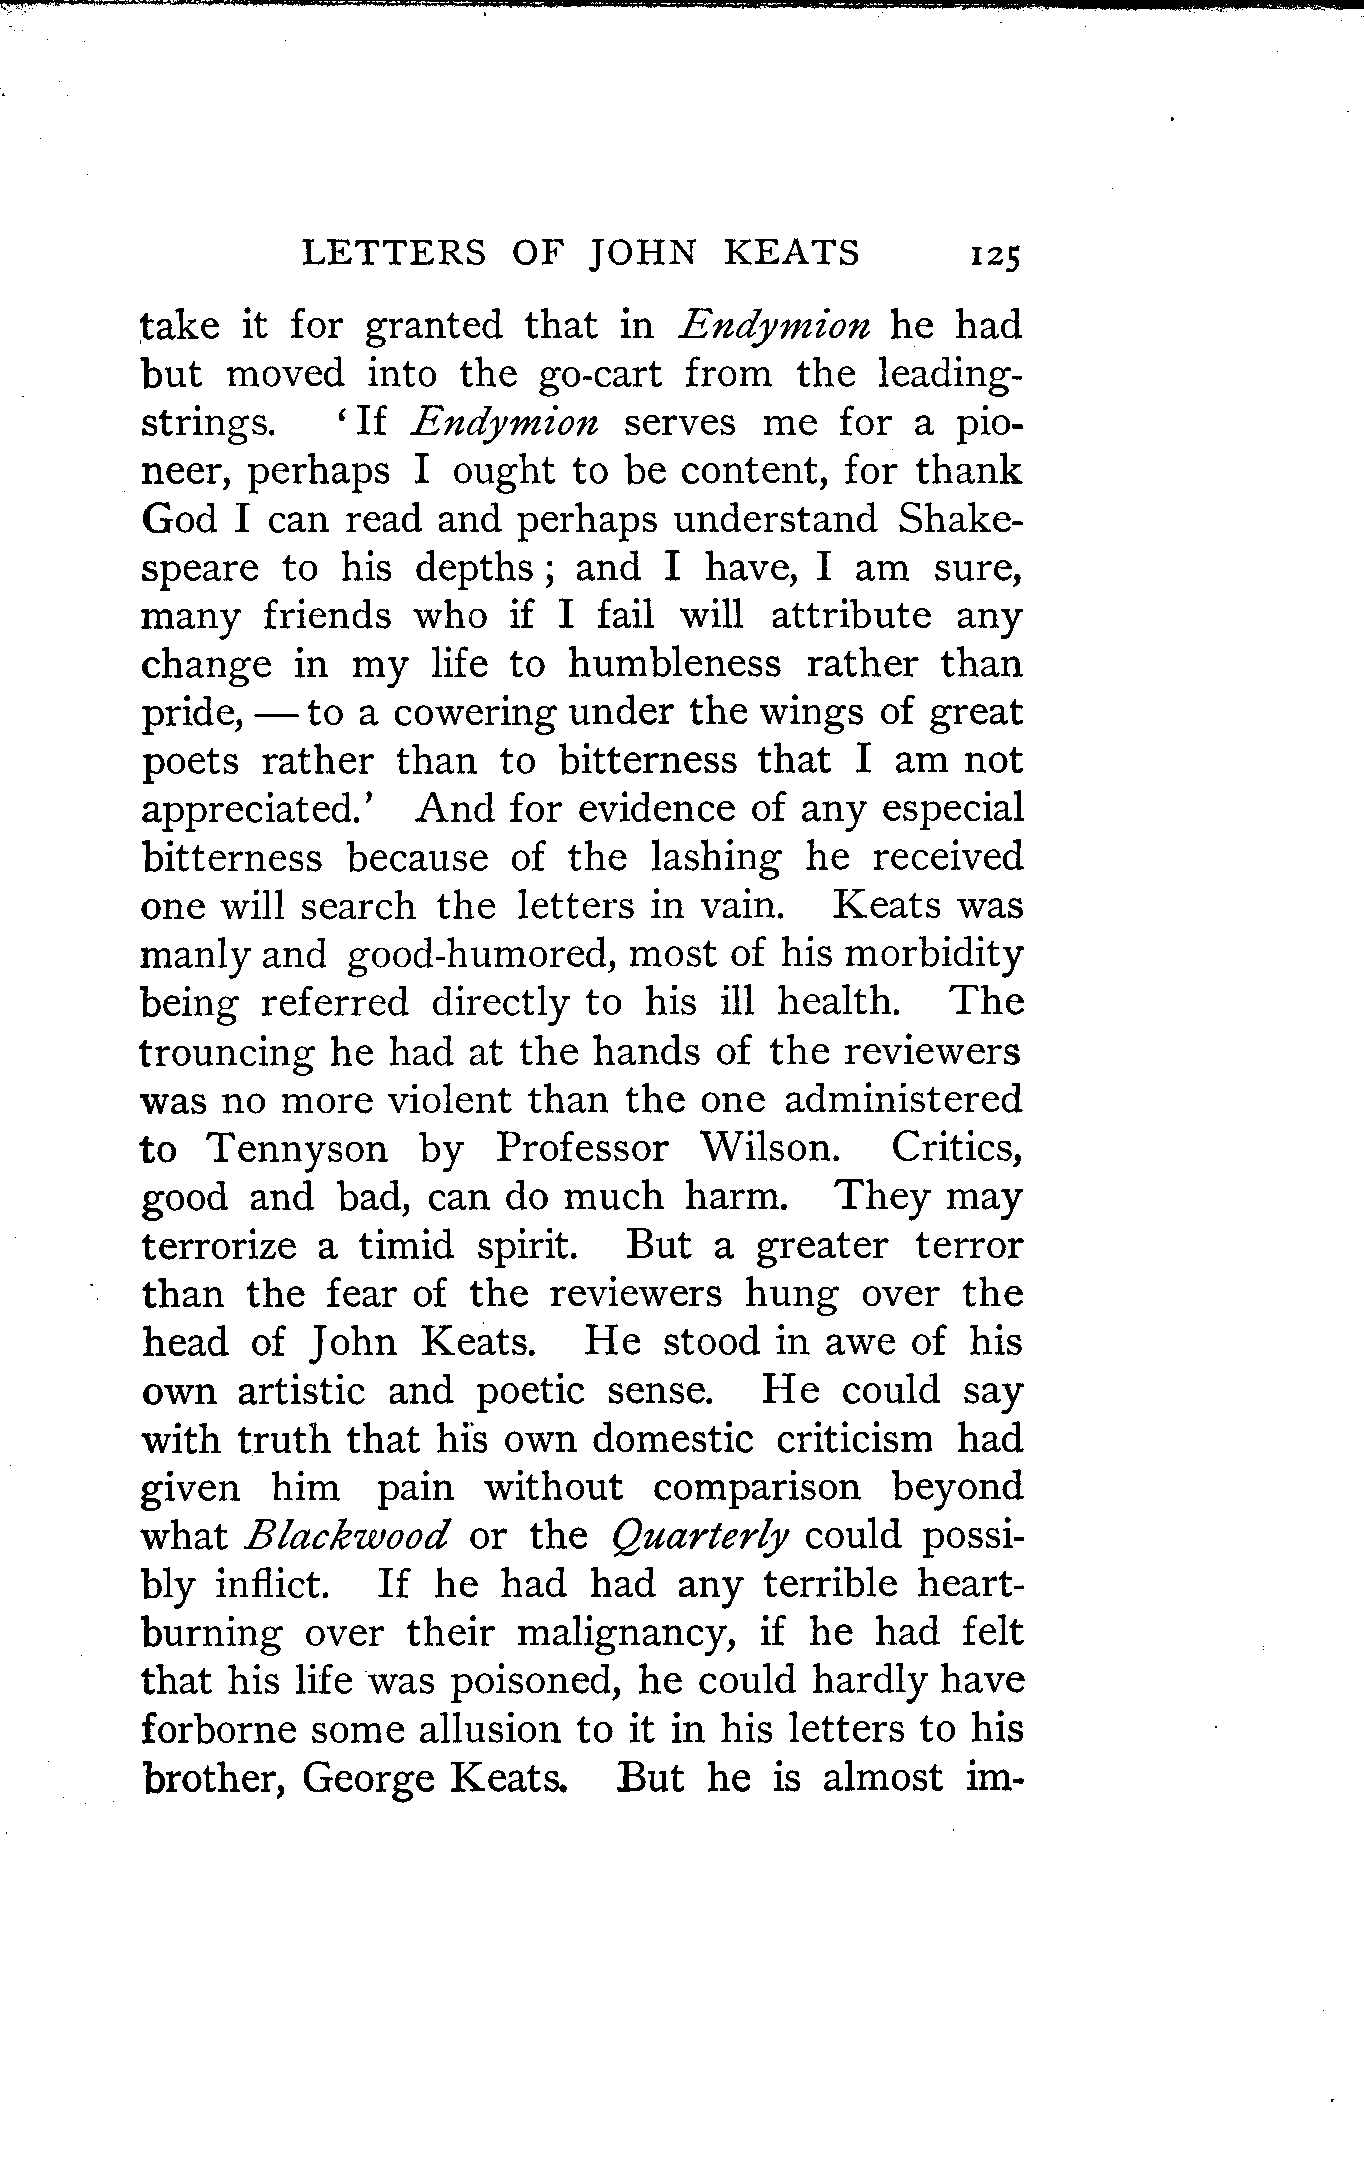 LETTERS OF JOHN KEATS 125
take it for granted that in Endymion he had
but moved into the go-cart from the leading-
strings. ‘If Endymion serves me for a pio-
neer, perhaps I ought to be content, for thank
God I can read and perhaps understand Shake-
speare to his depths ; and I have, I am sure,
many friends who if I fail will attribute any
change in my life to humbleness rather than
pride, — to a cowering under the wings of great
poets rather than to bitterness that I am not
appreciated.’ And for evidence of any especial
bitterness because of the lashing he received
one will search the letters in vain. Keats was
manly and good-humored, most of his morbidity
being referred directly to his ill health. The
trouncing he had at the hands of the reviewers
was no more violent than the one administered
to Tennyson by Professor Wilson. Critics,
good and bad, can do much harm. They may
terrorize a timid spirit. But a greater terror
than the fear of the reviewers hung over the
head of John Keats. He stood in awe of his
own artistic and poetic sense. He could say
with truth that his own domestic criticism had
given him pain without comparison beyond
what Blackwood or the Quarterly could possi-
bly inflict. If he had had any terrible heart-
burning over their malignancy, if he had felt
that his life was poisoned, he could hardly have
forborne some allusion to it in his letters to his
brother, George Keats. But he is almost im-